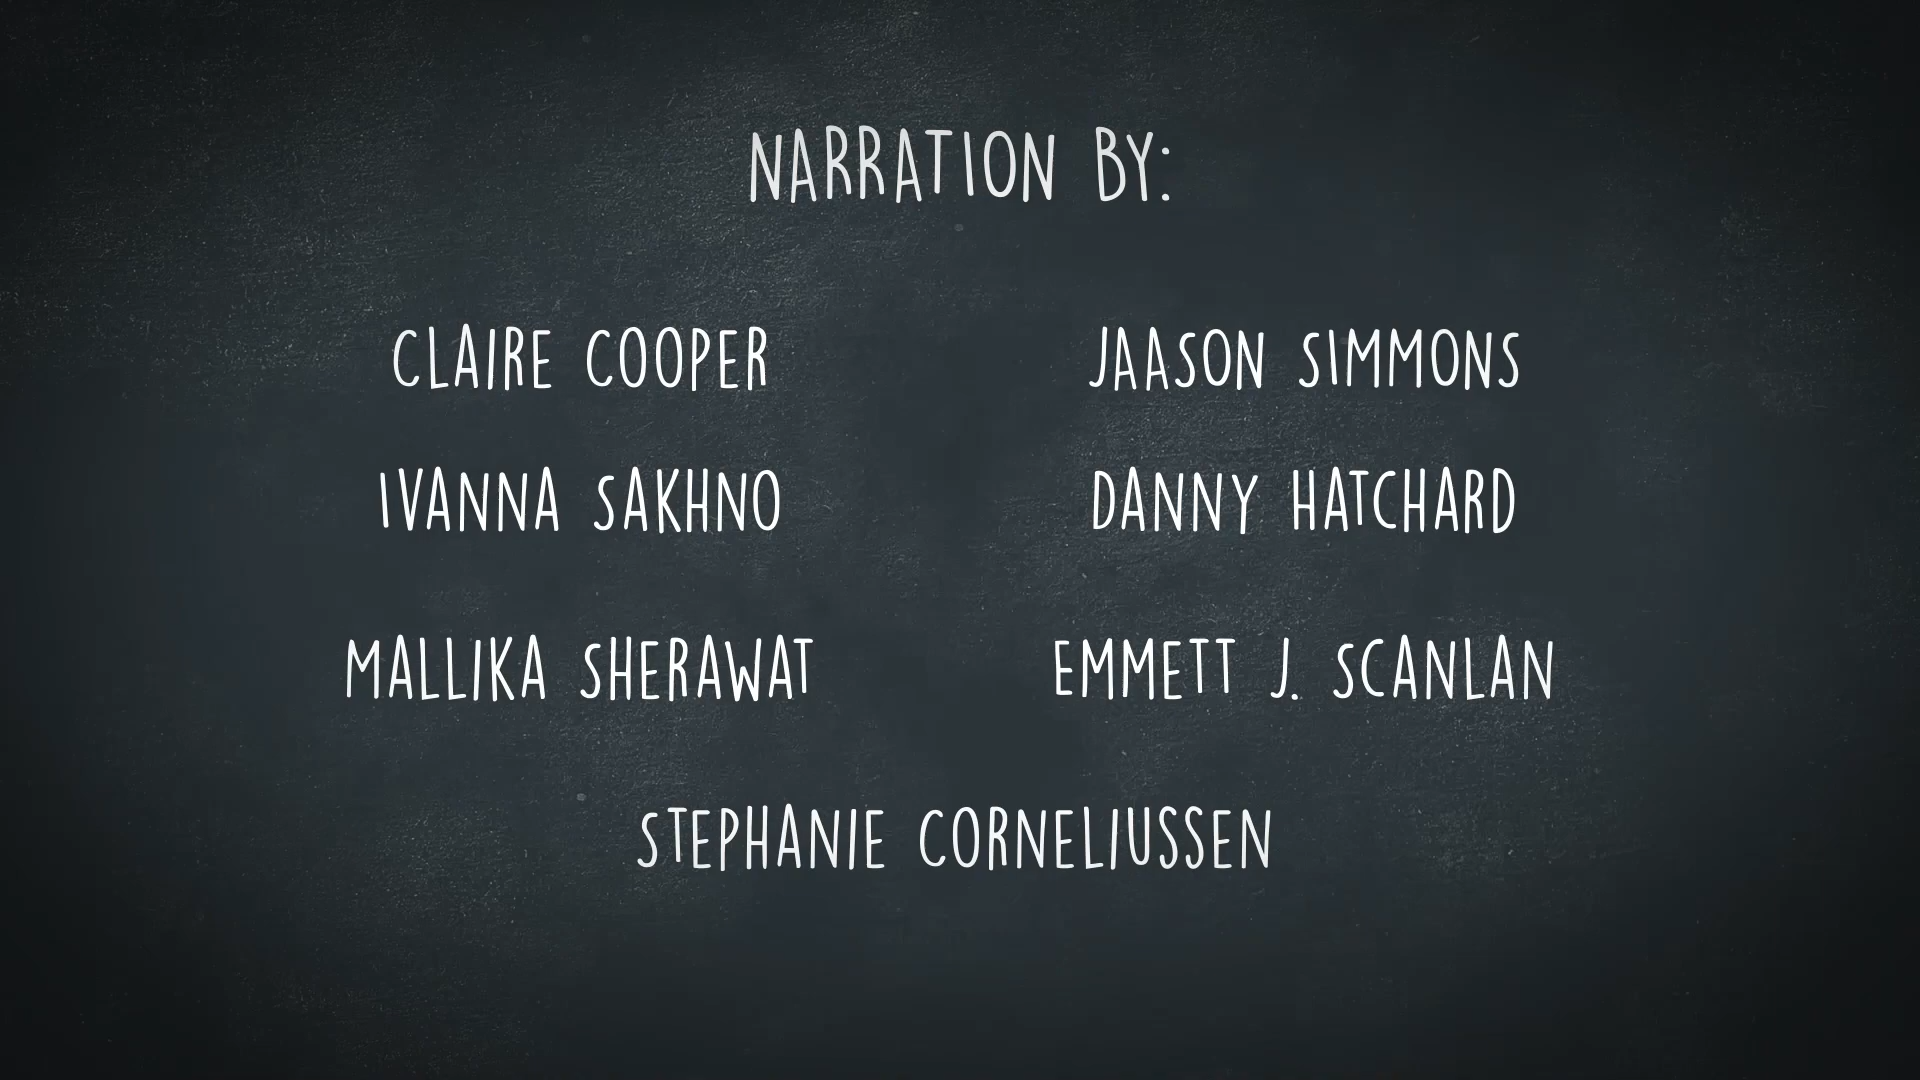 NARRATION BY:
CLAIRE COOPER
JAASON SIMMONS
IVANNA SAKHNO
DANNY HATCHARD
MALLIKA SHERAWAT
EMMETT J. SCANLAN
STEPHANIE CORNELIUSSEN